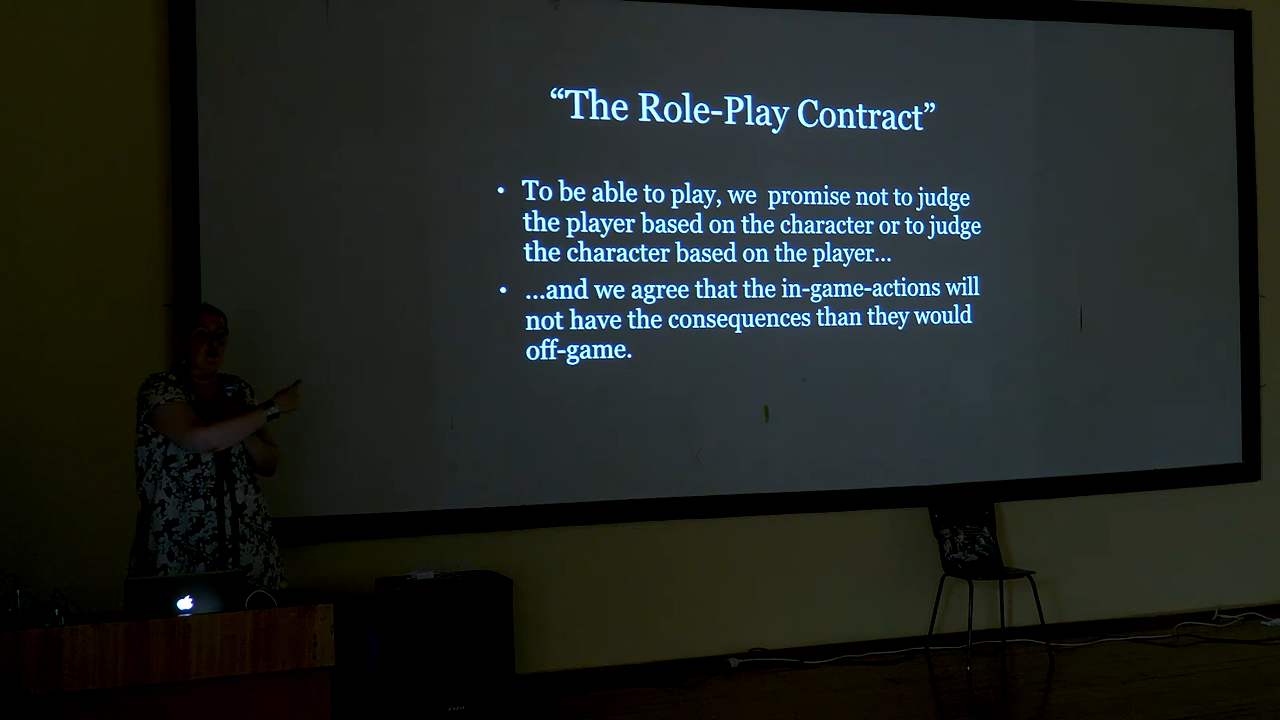 “The Role-Play Contract”
• To be able to play, we promise not to judge
the player based on the character or to judge
the character based on the player...
• ...and we agree that the in-game-actions will
not have the consequences than they would
off-game.